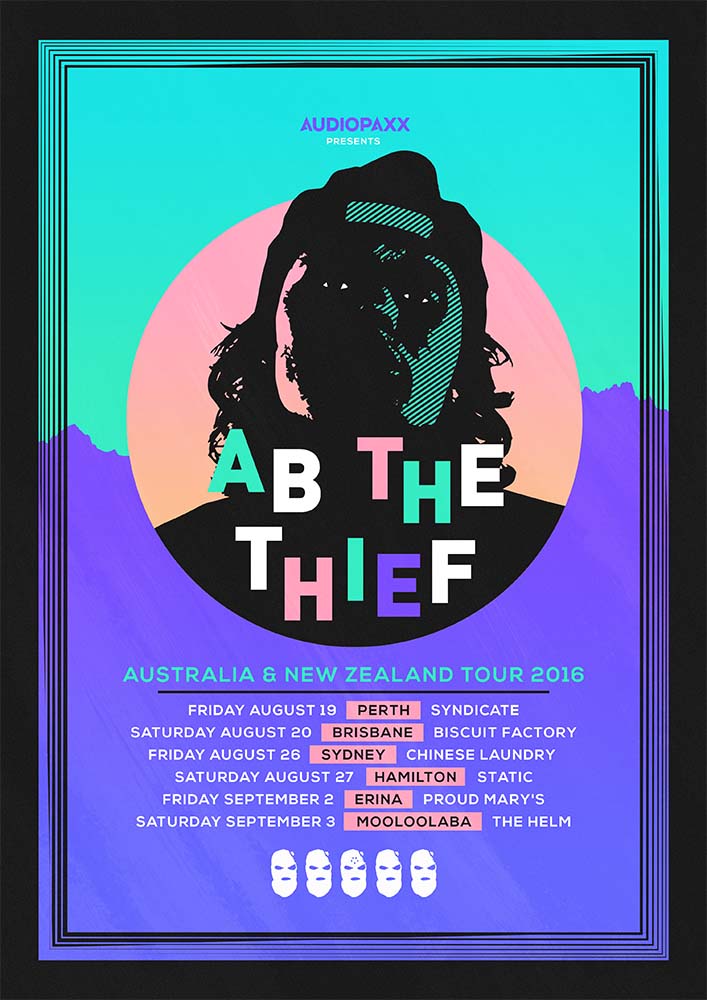 AUDIOPAXX
PRESENTS
AB THE
THIEF
AUSTRALIA & NEW ZEALAND TOUR 2016
FRIDAY AUGUST 19 PERTH SYNDICATE
SATURDAY AUGUST 20 BRISBANE BISCUIT FACTORY
FRIDAY AUGUST 26 SYDNEY CHINESE LAUNDRY
SATURDAY AUGUST 27 HAMILTON STATIC
FRIDAY SEPTEMBER 2 ERINA PROUD MARY'S
SATURDAY SEPTEMBER 3 MOOLOOLABA THE HELM